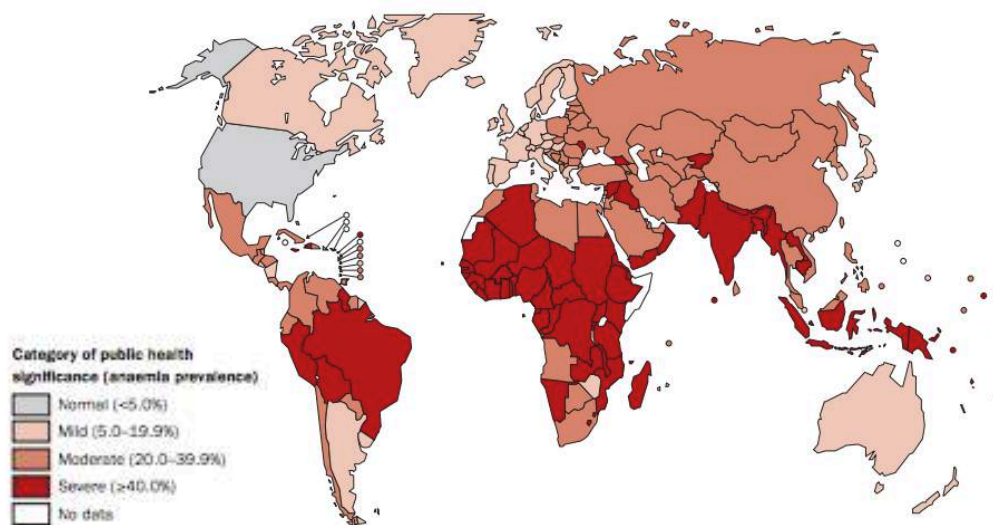 Category of public health
significance (anaemia prevalence)
Normal (<5.0%)
Mild (5.0–19.9%)
Moderate (20.0–39.9%)
Severe (≥40.0%)
No data